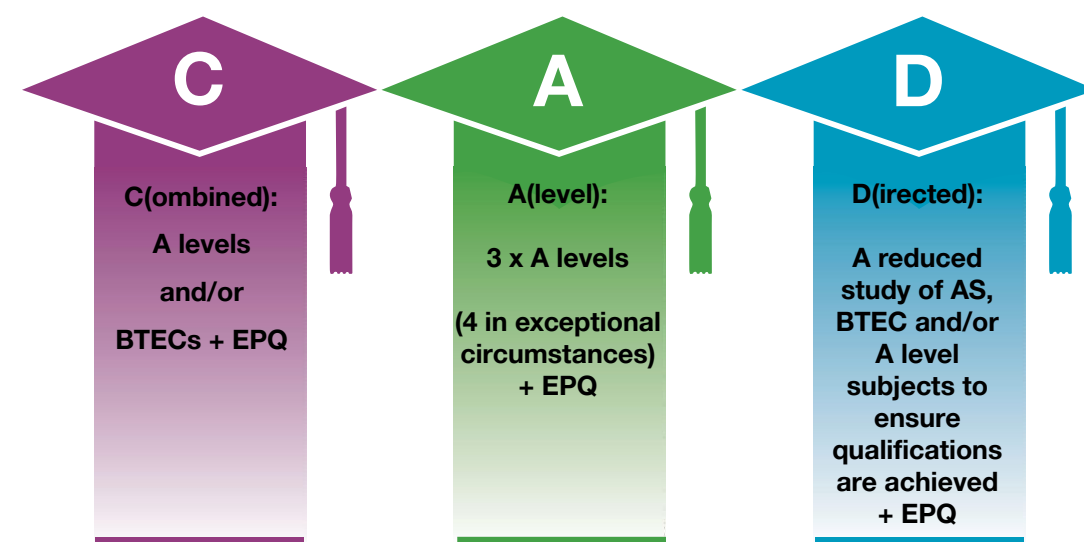 C
C(ombined):
A levels
and/or
BTECs + EPQ
A
A(level):
3 x A levels
(4 in exceptional
circumstances)
+ EPQ
D
D(irected):
A reduced
study of AS,
BTEC and/or
A level
subjects to
ensure
qualifications
are achieved
+ EPQ